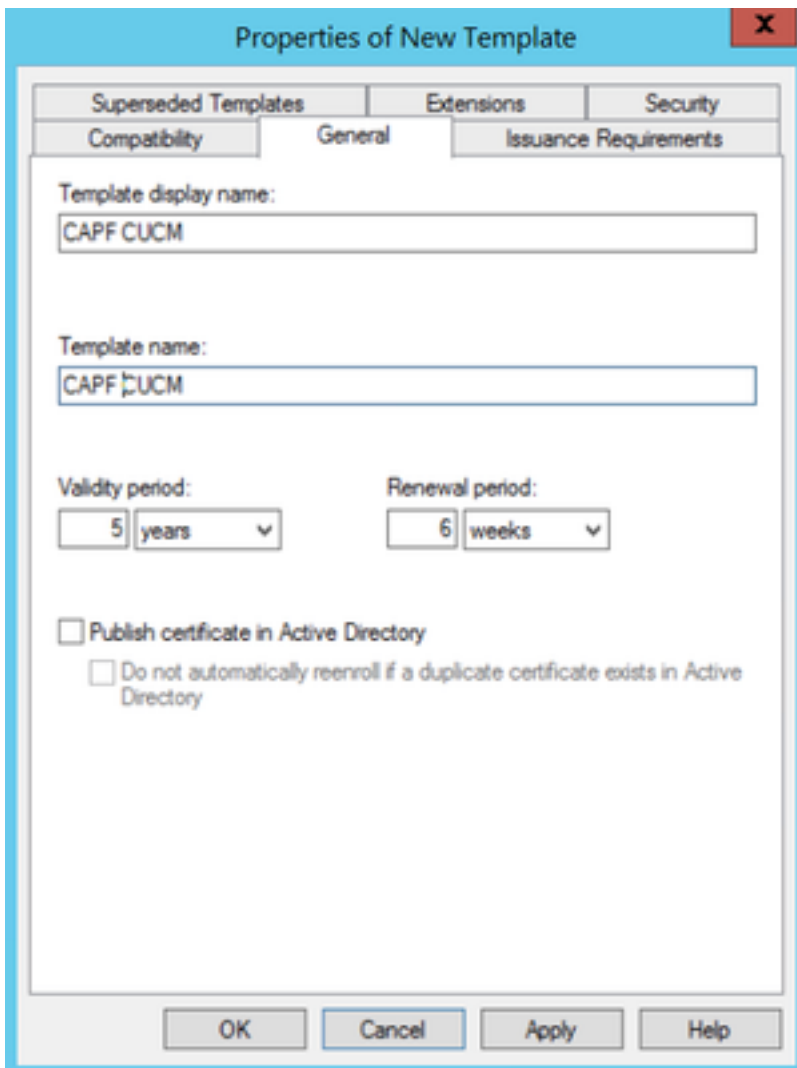 Properties of New Template
x
Superseded Templates Extensions Security
Compatibility General Issuance Requirements
Template display name:
CAPF CUCM
Template name:
CAPF CUCM
Validity period: Renewal period:
5 years 6 weeks
Publish certificate in Active Directory
Do not automatically reenroll if a duplicate certificate exists in Active
Directory
OK Cancel Apply Help